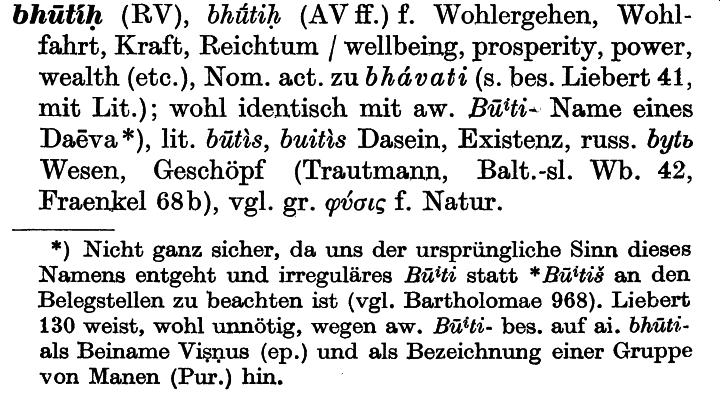 bhūtíḥ (RV), bhū́tiḥ (AV ff.) f. Wohlergehen, Wohl-
fahrt, Kraft, Reichtum / wellbeing, prosperity, power,
wealth (etc.), Nom. act. zu bhávati (s. bes. Liebert 41,
mit Lit.); wohl identisch mit aw. Būⁱti- Name eines
Daēva*), lit. būtìs, buitìs Dasein, Existenz, russ. bytь
Wesen, Geschöpf (Trautmann, Balt.-sl. Wb. 42,
Fraenkel 68b), vgl. gr. φύσις f. Natur.
*) Nicht ganz sicher, da uns der ursprüngliche Sinn dieses
Namens entgeht und irreguläres Būⁱti statt *Būⁱtiš an den
Belegstellen zu beachten ist (vgl. Bartholomae 968). Liebert
130 weist, wohl unnötig, wegen aw. Būⁱti- bes. auf ai. bhūti-
als Beiname Viṣṇus (ep.) und als Bezeichnung einer Gruppe
von Manen (Pur.) hin.